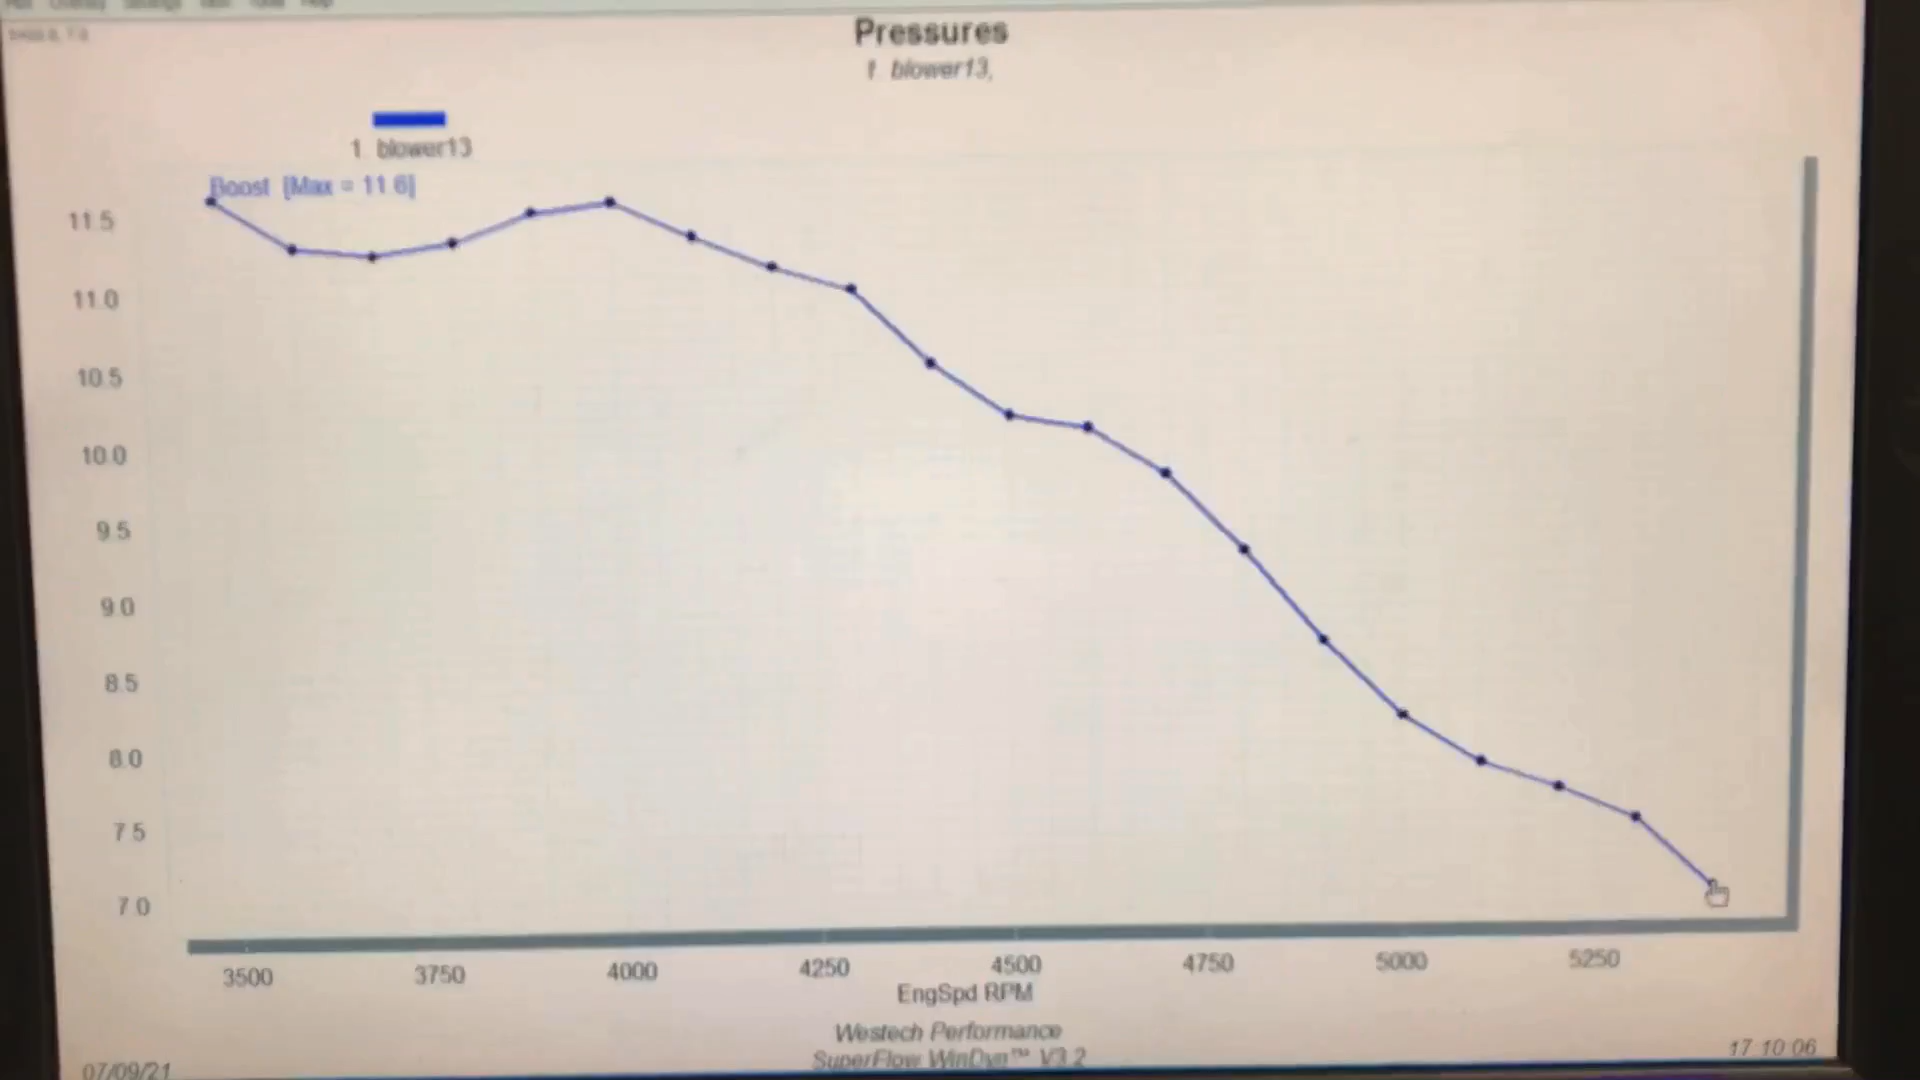 Pressures
1 blower13,
1 blower13
Boost [Max = 11.6]
11.5
11.0
10.5
10.0
9.5
9.0
8.5
8.0
7.5
7.0
3500 3750 4000 4250 4500 4750 5000 5250
EngSpd RPM
Westech Performance
SuperFlow WinDyn™ V3.2
07/09/21
17:10:06